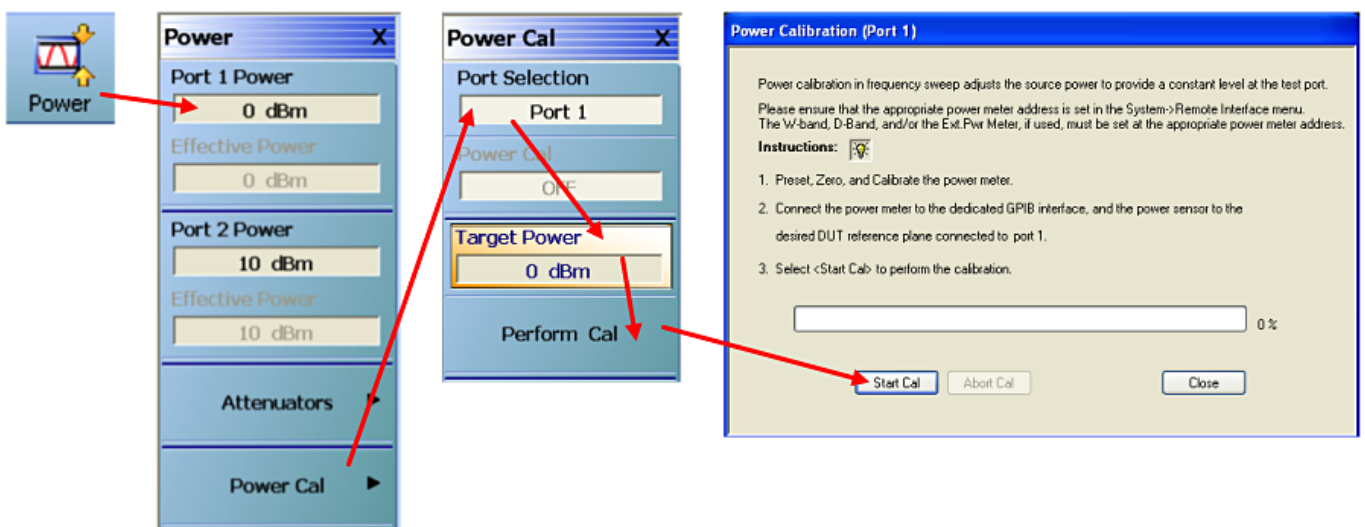 Power
Power X
Port 1 Power
0 dBm
Effective Power
0 dBm
Port 2 Power
10 dBm
Effective Power
10 dBm
Attenuators
Power Cal
Power Cal X
Port Selection
Port 1
Power Cal
OFF
Target Power
0 dBm
Perform Cal
Power Calibration (Port 1)
Power calibration in frequency sweep adjusts the source power to provide a constant level at the test port.
Please ensure that the appropriate power meter address is set in the System->Remote Interface menu.
The W-band, D-Band, and/or the Ext.Pwr Meter, if used, must be set at the appropriate power meter address.
Instructions:
1. Preset, Zero, and Calibrate the power meter.
2. Connect the power meter to the dedicated GPIB interface, and the power sensor to the
desired DUT reference plane connected to port 1.
3. Select <Start Cal> to perform the calibration.
0 %
Start Cal Abort Cal Close